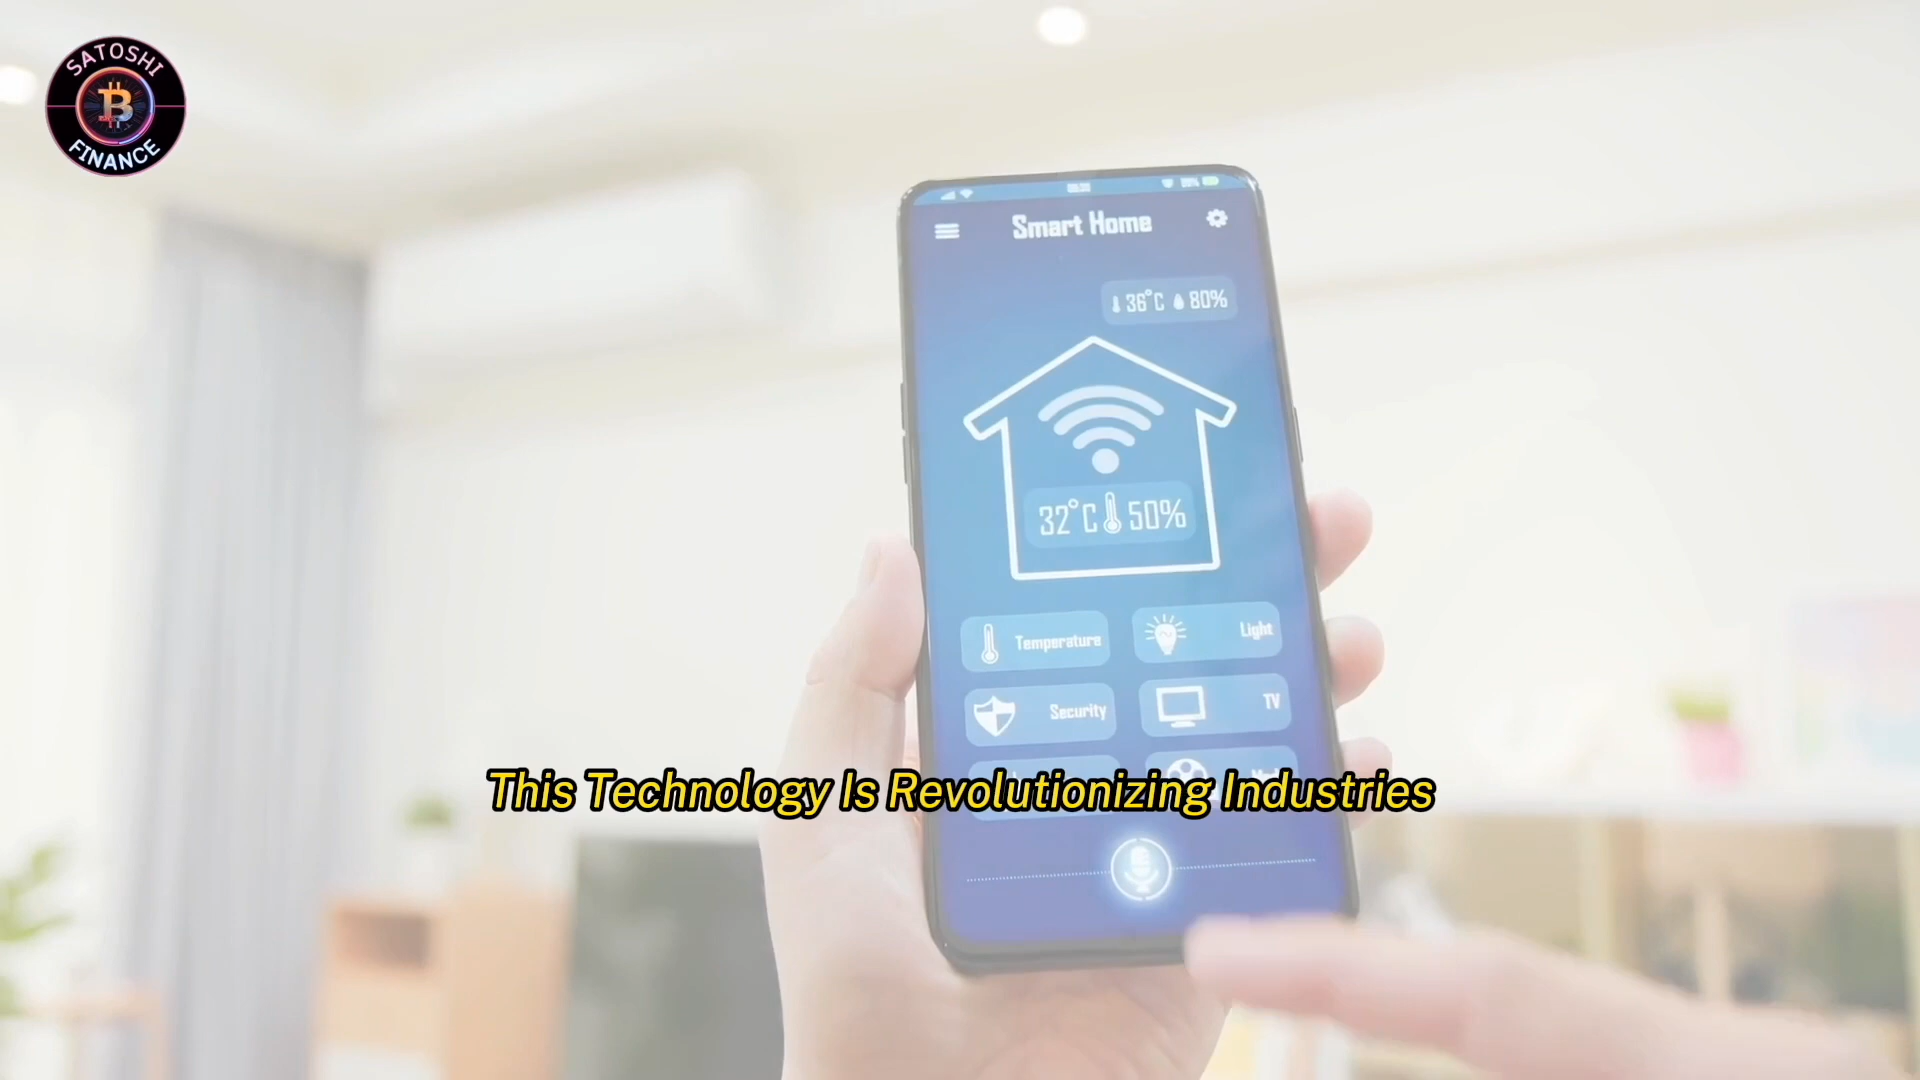 SATOSHI
FINANCE
Smart Home
36°C 80%
32°C 50%
Temperature
Light
Security
TV
This Technology Is Revolutionizing Industries